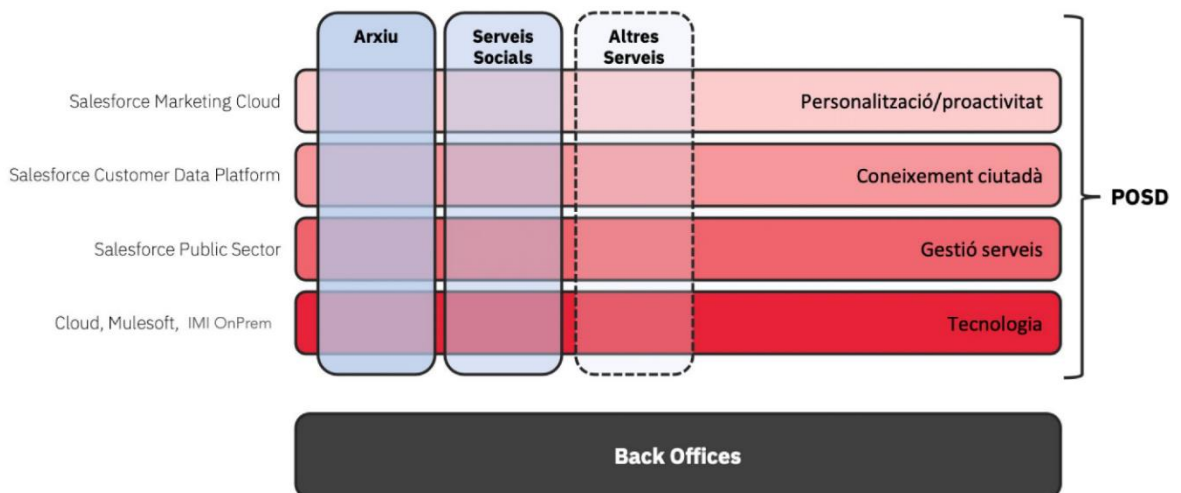 Arxiu
Serveis
Socials
Altres
Serveis
Salesforce Marketing Cloud
Personalització/proactivitat
Salesforce Customer Data Platform
Coneixement ciutadà
POSD
Salesforce Public Sector
Gestió serveis
Cloud, Mulesoft, IMI OnPrem
Tecnologia
Back Offices